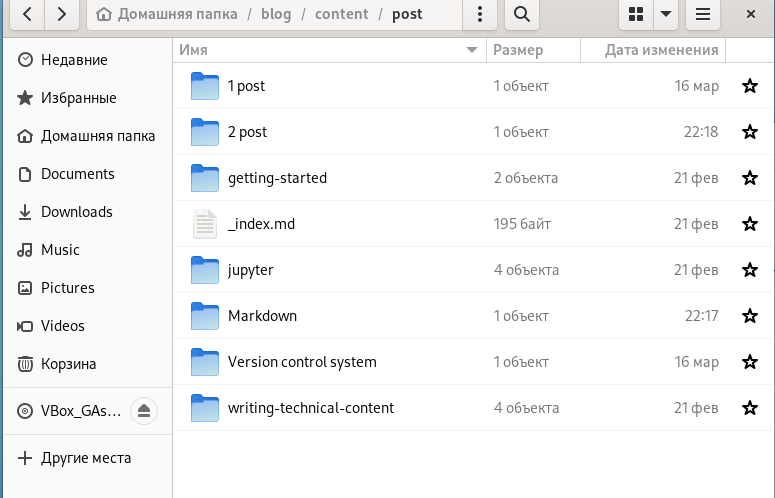 Домашняя папка / blog / content / post
Имя Размер Дата изменения
Недавние
Избранные
Домашняя папка
Documents
Downloads
Music
Pictures
Videos
Корзина
VBox_GAs...
Другие места
1 post 1 объект 16 мар
2 post 1 объект 22:18
getting-started 2 объекта 21 фев
_index.md 195 байт 21 фев
jupyter 4 объекта 21 фев
Markdown 1 объект 22:17
Version control system 1 объект 16 мар
writing-technical-content 4 объекта 21 фев